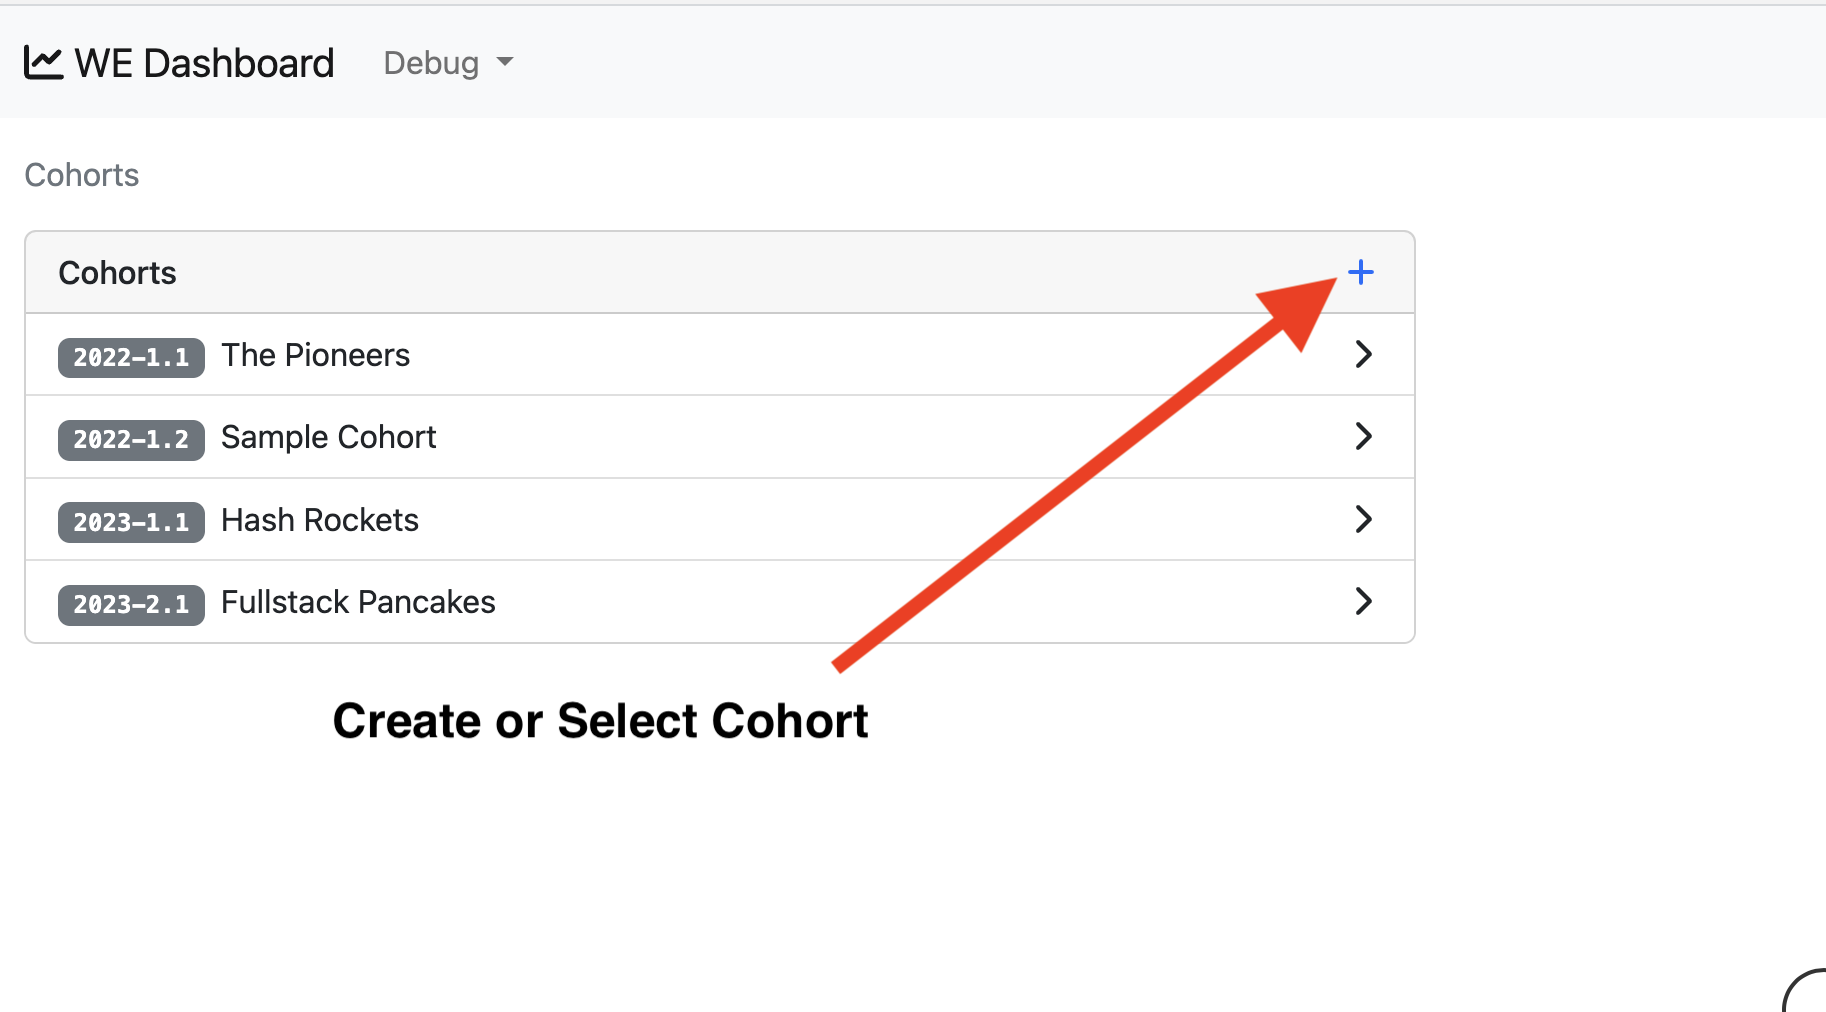 WE Dashboard Debug
Cohorts
Cohorts
2022-1.1 The Pioneers
2022-1.2 Sample Cohort
2023-1.1 Hash Rockets
2023-2.1 Fullstack Pancakes
Create or Select Cohort